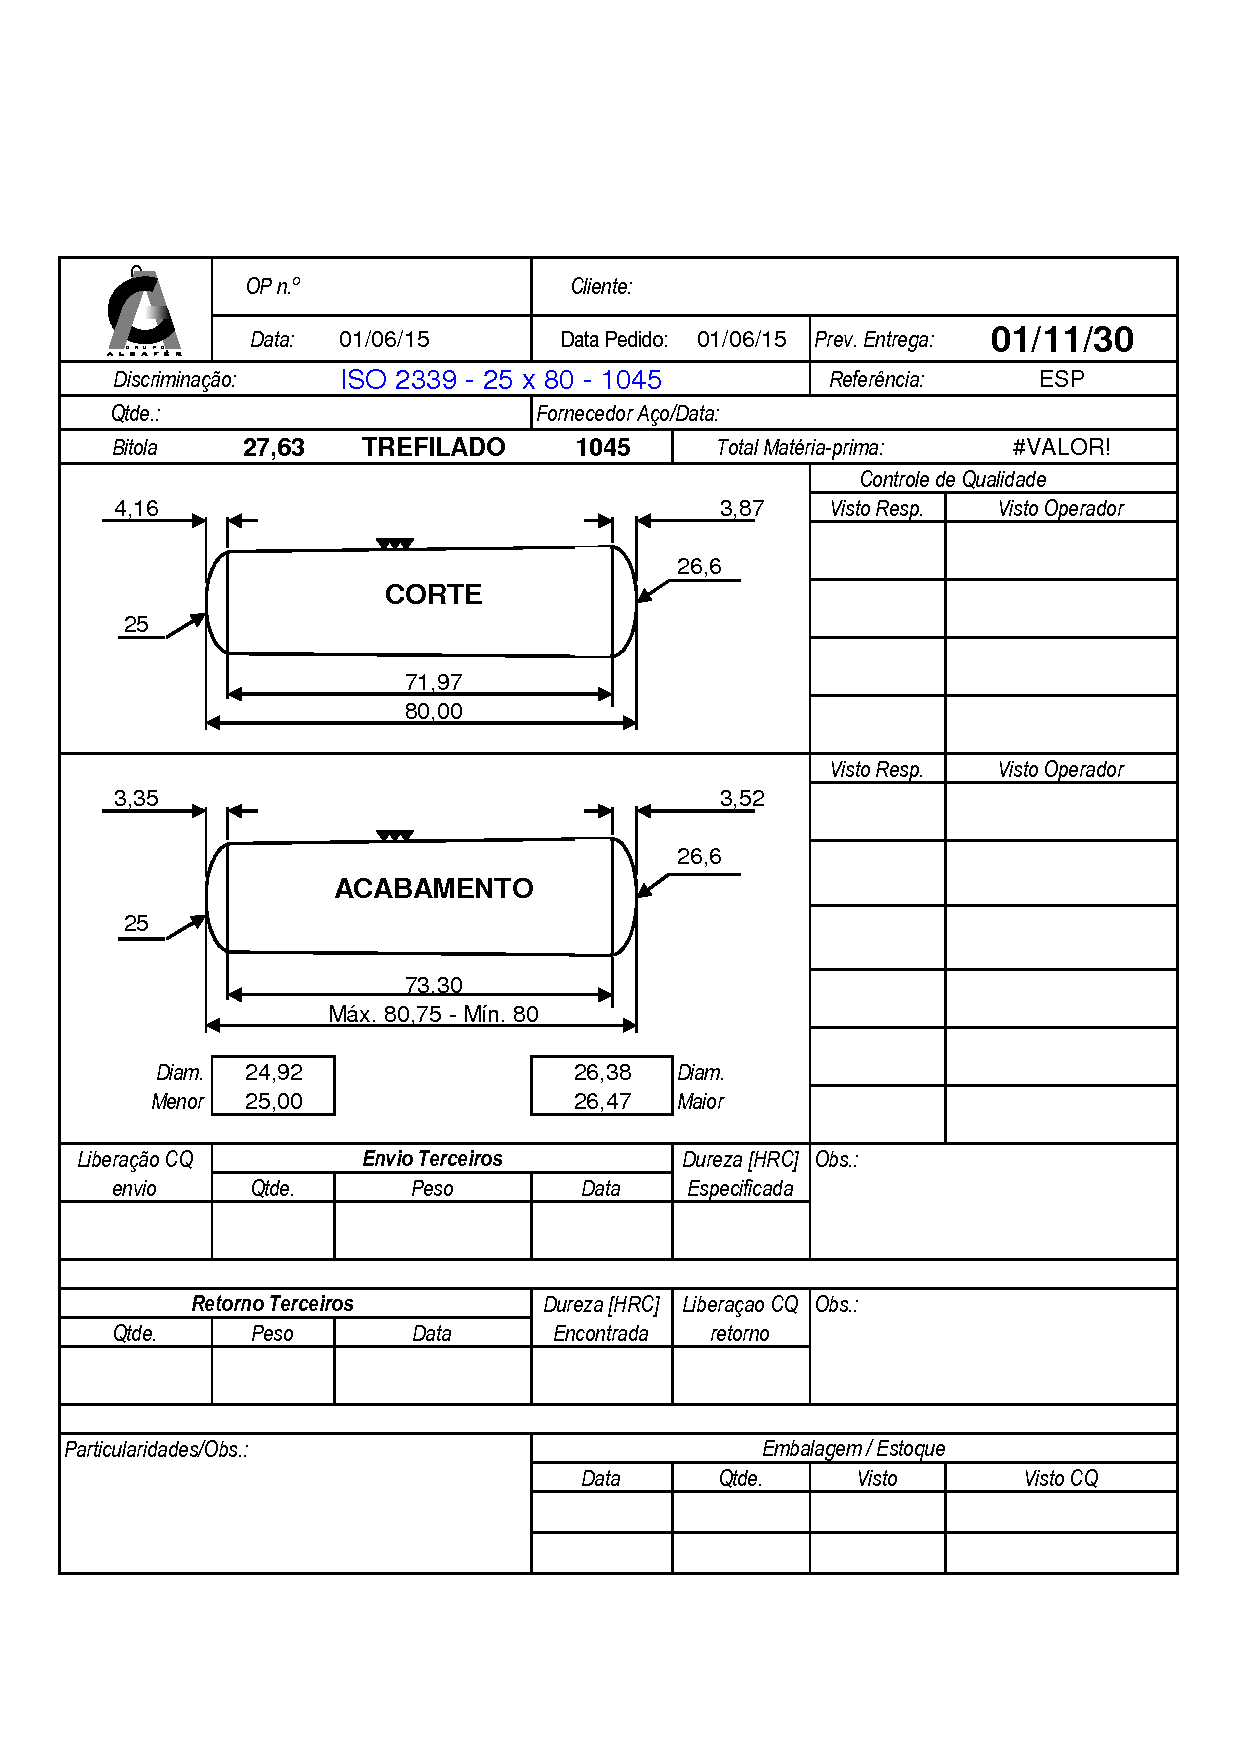 GRUPO
ALBAFER
OP n.º Cliente:
Data: 01/06/15 Data Pedido: 01/06/15 Prev. Entrega: 01/11/30
Discriminação: ISO 2339 - 25 x 80 - 1045 Referência: ESP
Qtde.: Fornecedor Aço/Data:
Bitola 27,63 TREFILADO 1045 Total Matéria-prima: #VALOR!
Controle de Qualidade
4,16 3,87 Visto Resp. Visto Operador
26,6
CORTE
25
71,97
80,00
Visto Resp. Visto Operador
3,35 3,52
26,6
ACABAMENTO
25
73,30
Máx. 80,75 - Mín. 80
Diam. 24,92 26,38 Diam.
Menor 25,00 26,47 Maior
Liberação CQ Envio Terceiros Dureza [HRC] Obs.:
envio Qtde. Peso Data Especificada
Retorno Terceiros Dureza [HRC] Liberaçao CQ Obs.:
Qtde. Peso Data Encontrada retorno
Particularidades/Obs.: Embalagem / Estoque
Data Qtde. Visto Visto CQ